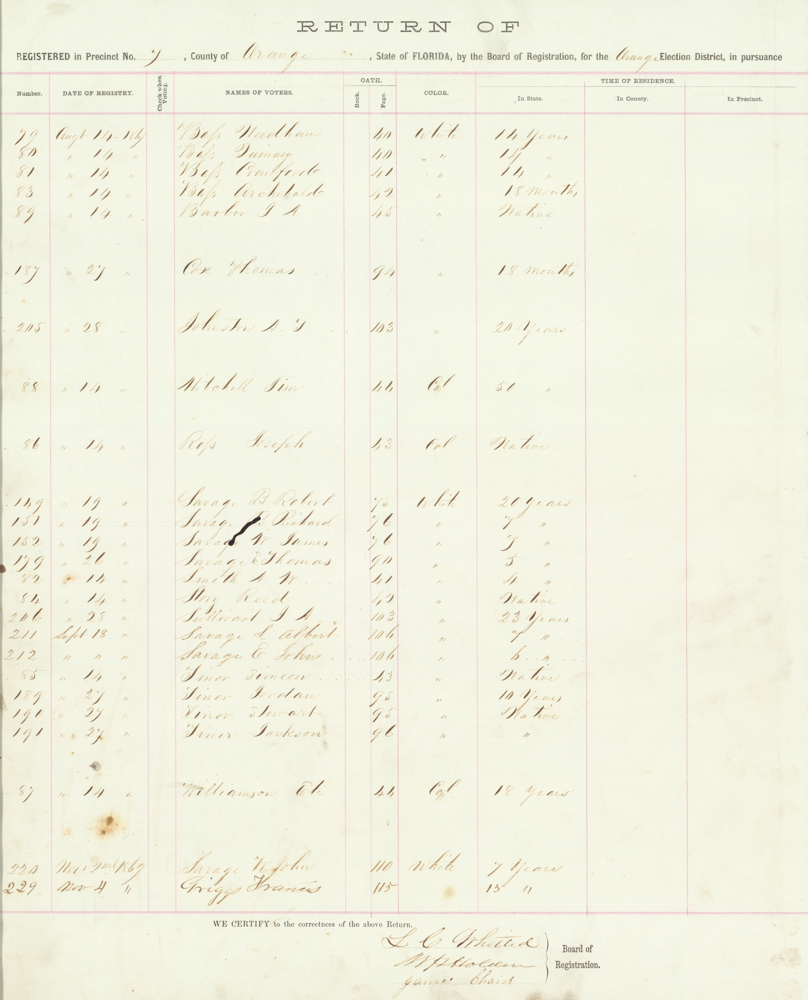 RETURN OF
REGISTERED in Precinct No. 7, County of Orange, State of FLORIDA, by the Board of Registration, for the Orange Election District, in pursuance
Number. DATE OF REGISTRY. Check when Voting. NAMES OF VOTERS. OATH. Book. Page. COLOR. TIME OF RESIDENCE. In State. In County. In Precinct.
79 Augt 14-1867 Bass Needham 40 White 14 Years
80 " 14 " Bass 40 " 14 "
81 " 14 " Bass Crawford 41 " 14 "
83 " 14 " Bass Archibald 42 " 18 months
89 " 14 " Barber J A 45 " Native
187 " 27 " Cox Thomas 94 " 18 months
205 " 28 " Johnston A. J 103 " 20 Years
88 " 14 " Mitchell Jim 44 Col 50 "
86 " 14 " Ross Joseph 43 Col Native
149 " 19 " Savage B Robert 75 White 20 years
151 " 19 " Savage B Richard 76 " 7 "
152 " 19 " Savage W James 76 " 7 "
179 " 26 " Savage E. Thomas 90 " 5 "
82 " 14 " Smith A W 41 " 4 "
84 " 14 " Story Reed 42 " Native
206 " 28 " Sullivant J A 103 " 23 Years
211 Sept 18 " Savage L Albert 106 " 7 "
212 " " " Savage E John 106 " 6 "
85 " 14 " Tiner Simeon 43 " Native
189 " 27 " Tiner Jordan 95 " 10 Years
190 " 27 " Tiner Stewart 95 " Native
191 " 27 " Tiner Jackson 96 " "
87 " 14 " Williamson Eli 44 Col 18 years
220 Nov 2nd 1867 Savage W John 110 White 7 Years
229 Nov 4 " Griggs Francis 115 15 "
WE CERTIFY to the correctness of the above Return.
L C Whitted
W H Holden
James Chairs
Board of
Registration.